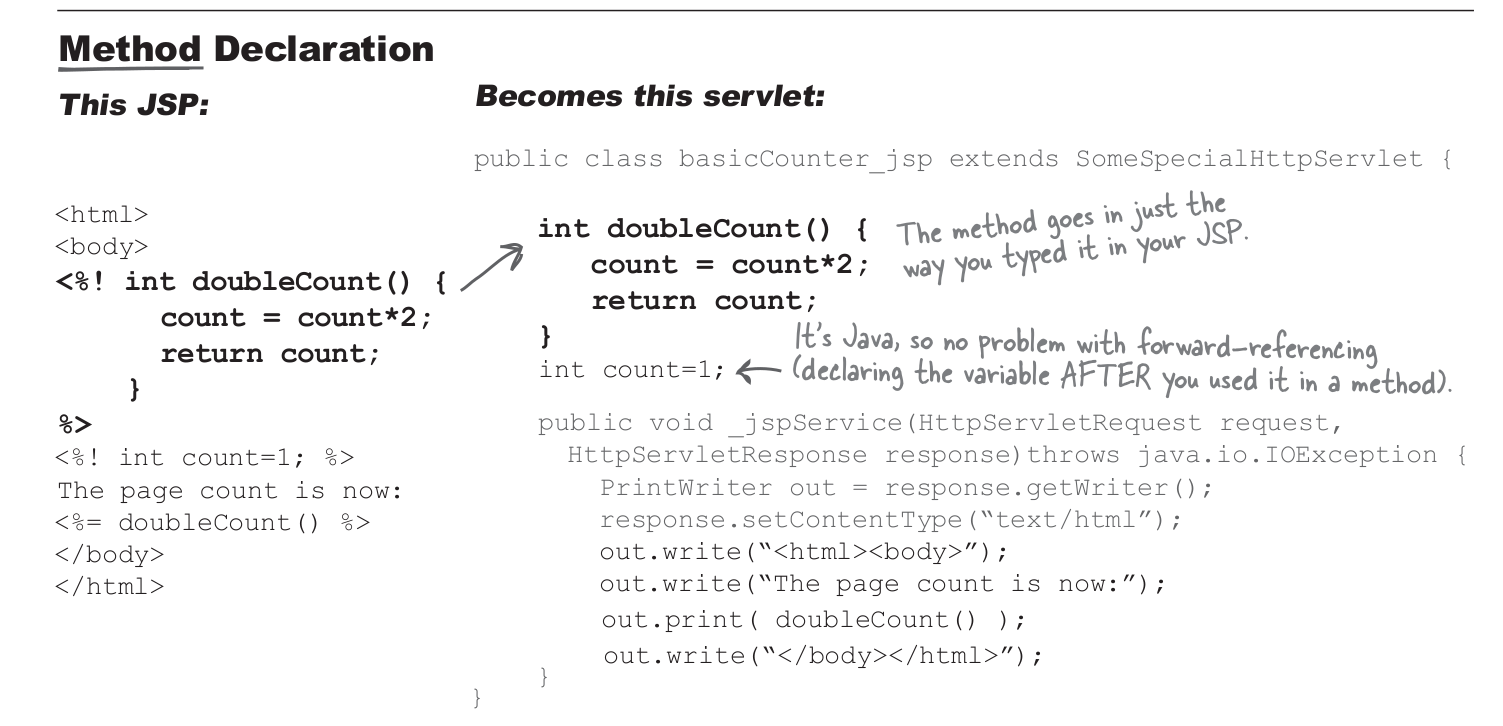 Method Declaration
This JSP:
<html>
<body>
<%! int doubleCount() {
count = count*2;
return count;
}
%>
<%! int count=1; %>
The page count is now:
<%= doubleCount() %>
</body>
</html>
Becomes this servlet:
public class basicCounter_jsp extends SomeSpecialHttpServlet {
int doubleCount() {
count = count*2;
return count;
}
The method goes in just the
way you typed it in your JSP.
int count=1;
It's Java, so no problem with forward-referencing
(declaring the variable AFTER you used it in a method).
public void _jspService(HttpServletRequest request,
HttpServletResponse response)throws java.io.IOException {
PrintWriter out = response.getWriter();
response.setContentType(“text/html”);
out.write(“<html><body>”);
out.write(“The page count is now:”);
out.print( doubleCount() );
out.write(“</body></html>”);
}
}